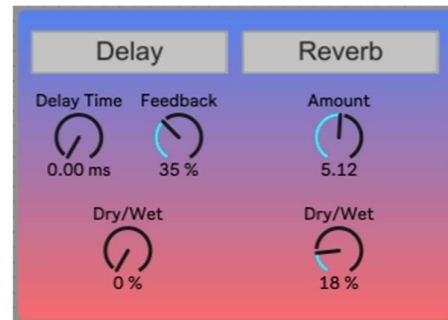 Delay
Reverb
Delay Time
Feedback
Amount
0.00 ms
35 %
5.12
Dry/Wet
Dry/Wet
0 %
18 %